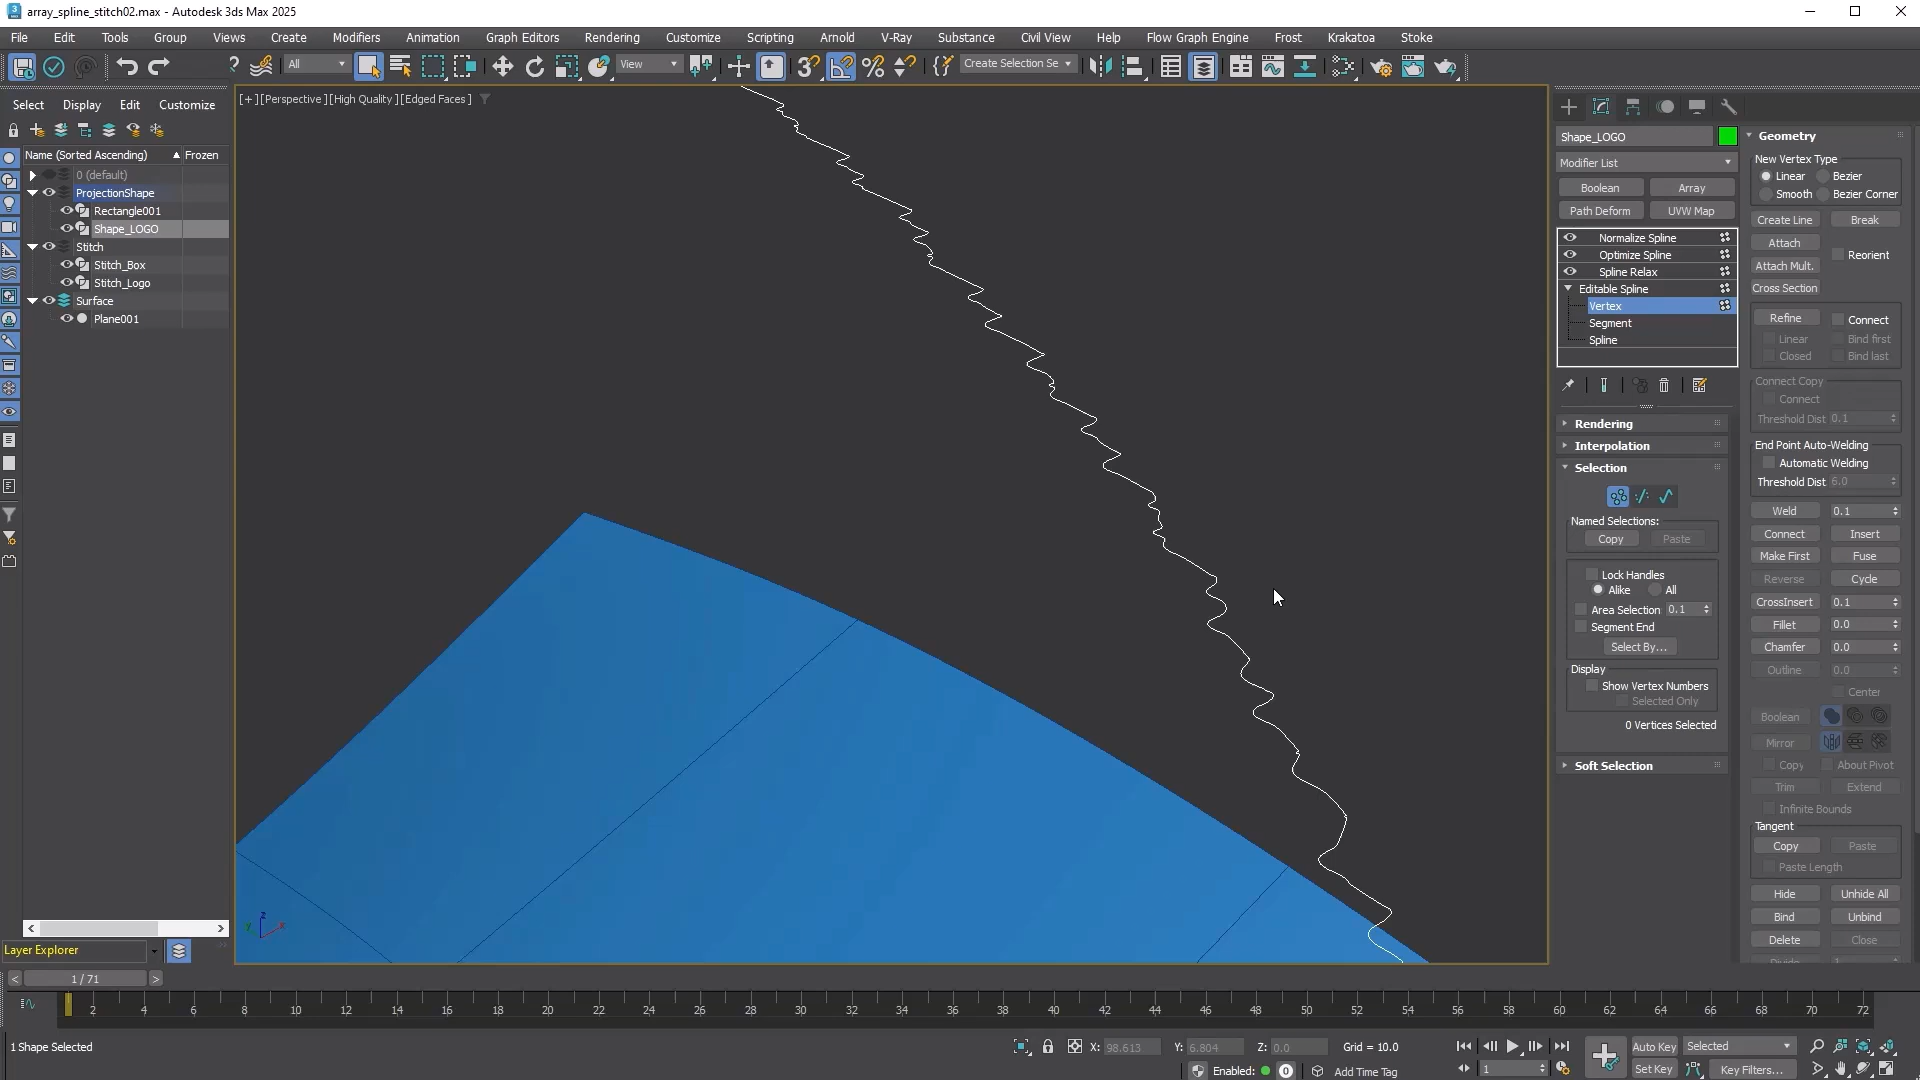 array_spline_stitch02.max - Autodesk 3ds Max 2025
File Edit Tools Group Views Create Modifiers Animation Graph Editors Rendering Customize Scripting Arnold V-Ray Substance Civil View Help Flow Graph Engine Frost Krakatoa Stoke
All View Create Selection Se
Select Display Edit Customize
Name (Sorted Ascending) Frozen
0 (default)
ProjectionShape
Rectangle001
Shape_LOGO
Stitch
Stitch_Box
Stitch_Logo
Surface
Plane001
Layer Explorer
[+] [Perspective] [High Quality] [Edged Faces]
Shape_LOGO
Modifier List
Boolean Array
Path Deform UVW Map
Normalize Spline
Optimize Spline
Spline Relax
Editable Spline
Vertex
Segment
Spline
Rendering
Interpolation
Selection
Named Selections:
Copy Paste
Lock Handles
Alike All
Area Selection 0.1
Segment End
Select By...
Display
Show Vertex Numbers
Selected Only
0 Vertices Selected
Soft Selection
Geometry
New Vertex Type
Linear Bezier
Smooth Bezier Corner
Create Line Break
Attach
Reorient
Attach Mult.
Cross Section
Refine Connect
Linear Bind first
Closed Bind last
Connect Copy
Connect
Threshold Dist 0.1
End Point Auto-Welding
Automatic Welding
Threshold Dist 6.0
Weld 0.1
Connect Insert
Make First Fuse
Reverse Cycle
CrossInsert 0.1
Fillet 0.0
Chamfer 0.0
Outline 0.0
Center
Boolean
Mirror
Copy About Pivot
Trim Extend
Infinite Bounds
Tangent
Copy Paste
Paste Length
Hide Unhide All
Bind Unbind
Delete Close
1 / 71
2 4 6 8 10 12 14 16 18 20 22 24 26 28 30 32 34 36 38 40 42 44 46 48 50 52 54 56 58 60 62 64 66 68 70 72
1 Shape Selected
X: 98.613 Y: 6.804 Z: 0.0 Grid = 10.0
Enabled: 0 Add Time Tag
1
Auto Key Selected
Set Key Key Filters...